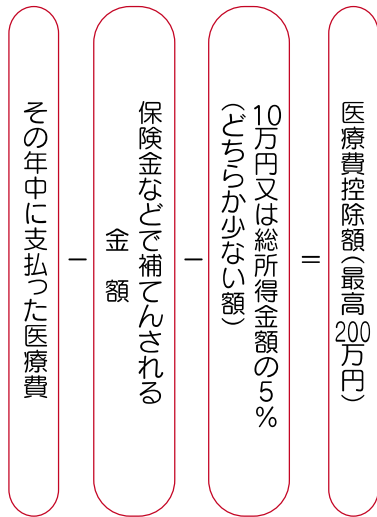 その年中に支払った医療費
−
保険金などで補てんされる
金額
−
10万円又は総所得金額の5%
(どちらか少ない額)
=
医療費控除額(最高200万円)